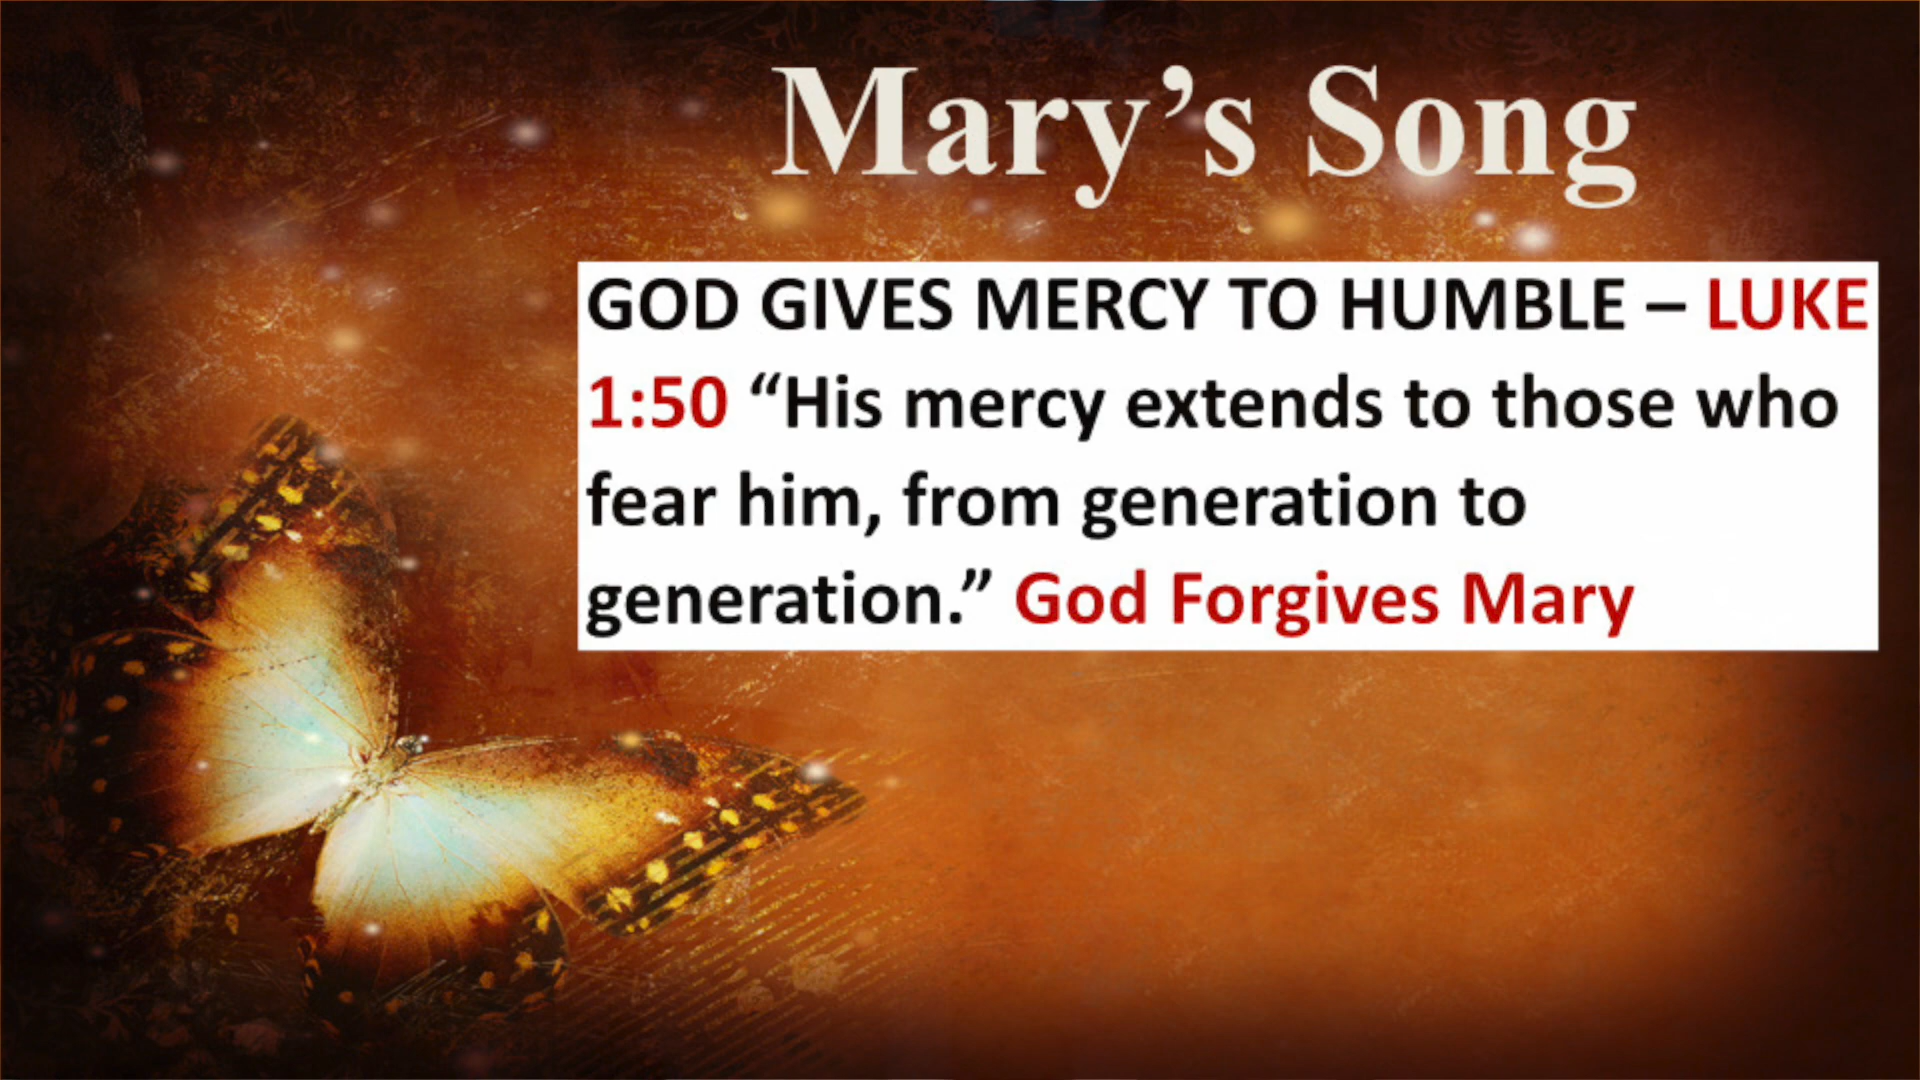 Mary’s Song
GOD GIVES MERCY TO HUMBLE – LUKE
1:50 “His mercy extends to those who
fear him, from generation to
generation.” God Forgives Mary